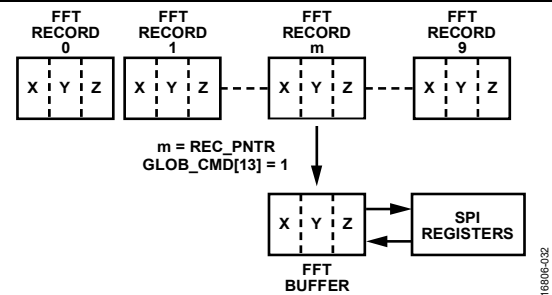 FFT
RECORD
0
FFT
RECORD
1
FFT
RECORD
m
FFT
RECORD
9
X Y Z
X Y Z
X Y Z
X Y Z
m = REC_PNTR
GLOB_CMD[13] = 1
X Y Z
SPI
REGISTERS
FFT
BUFFER
16806-032